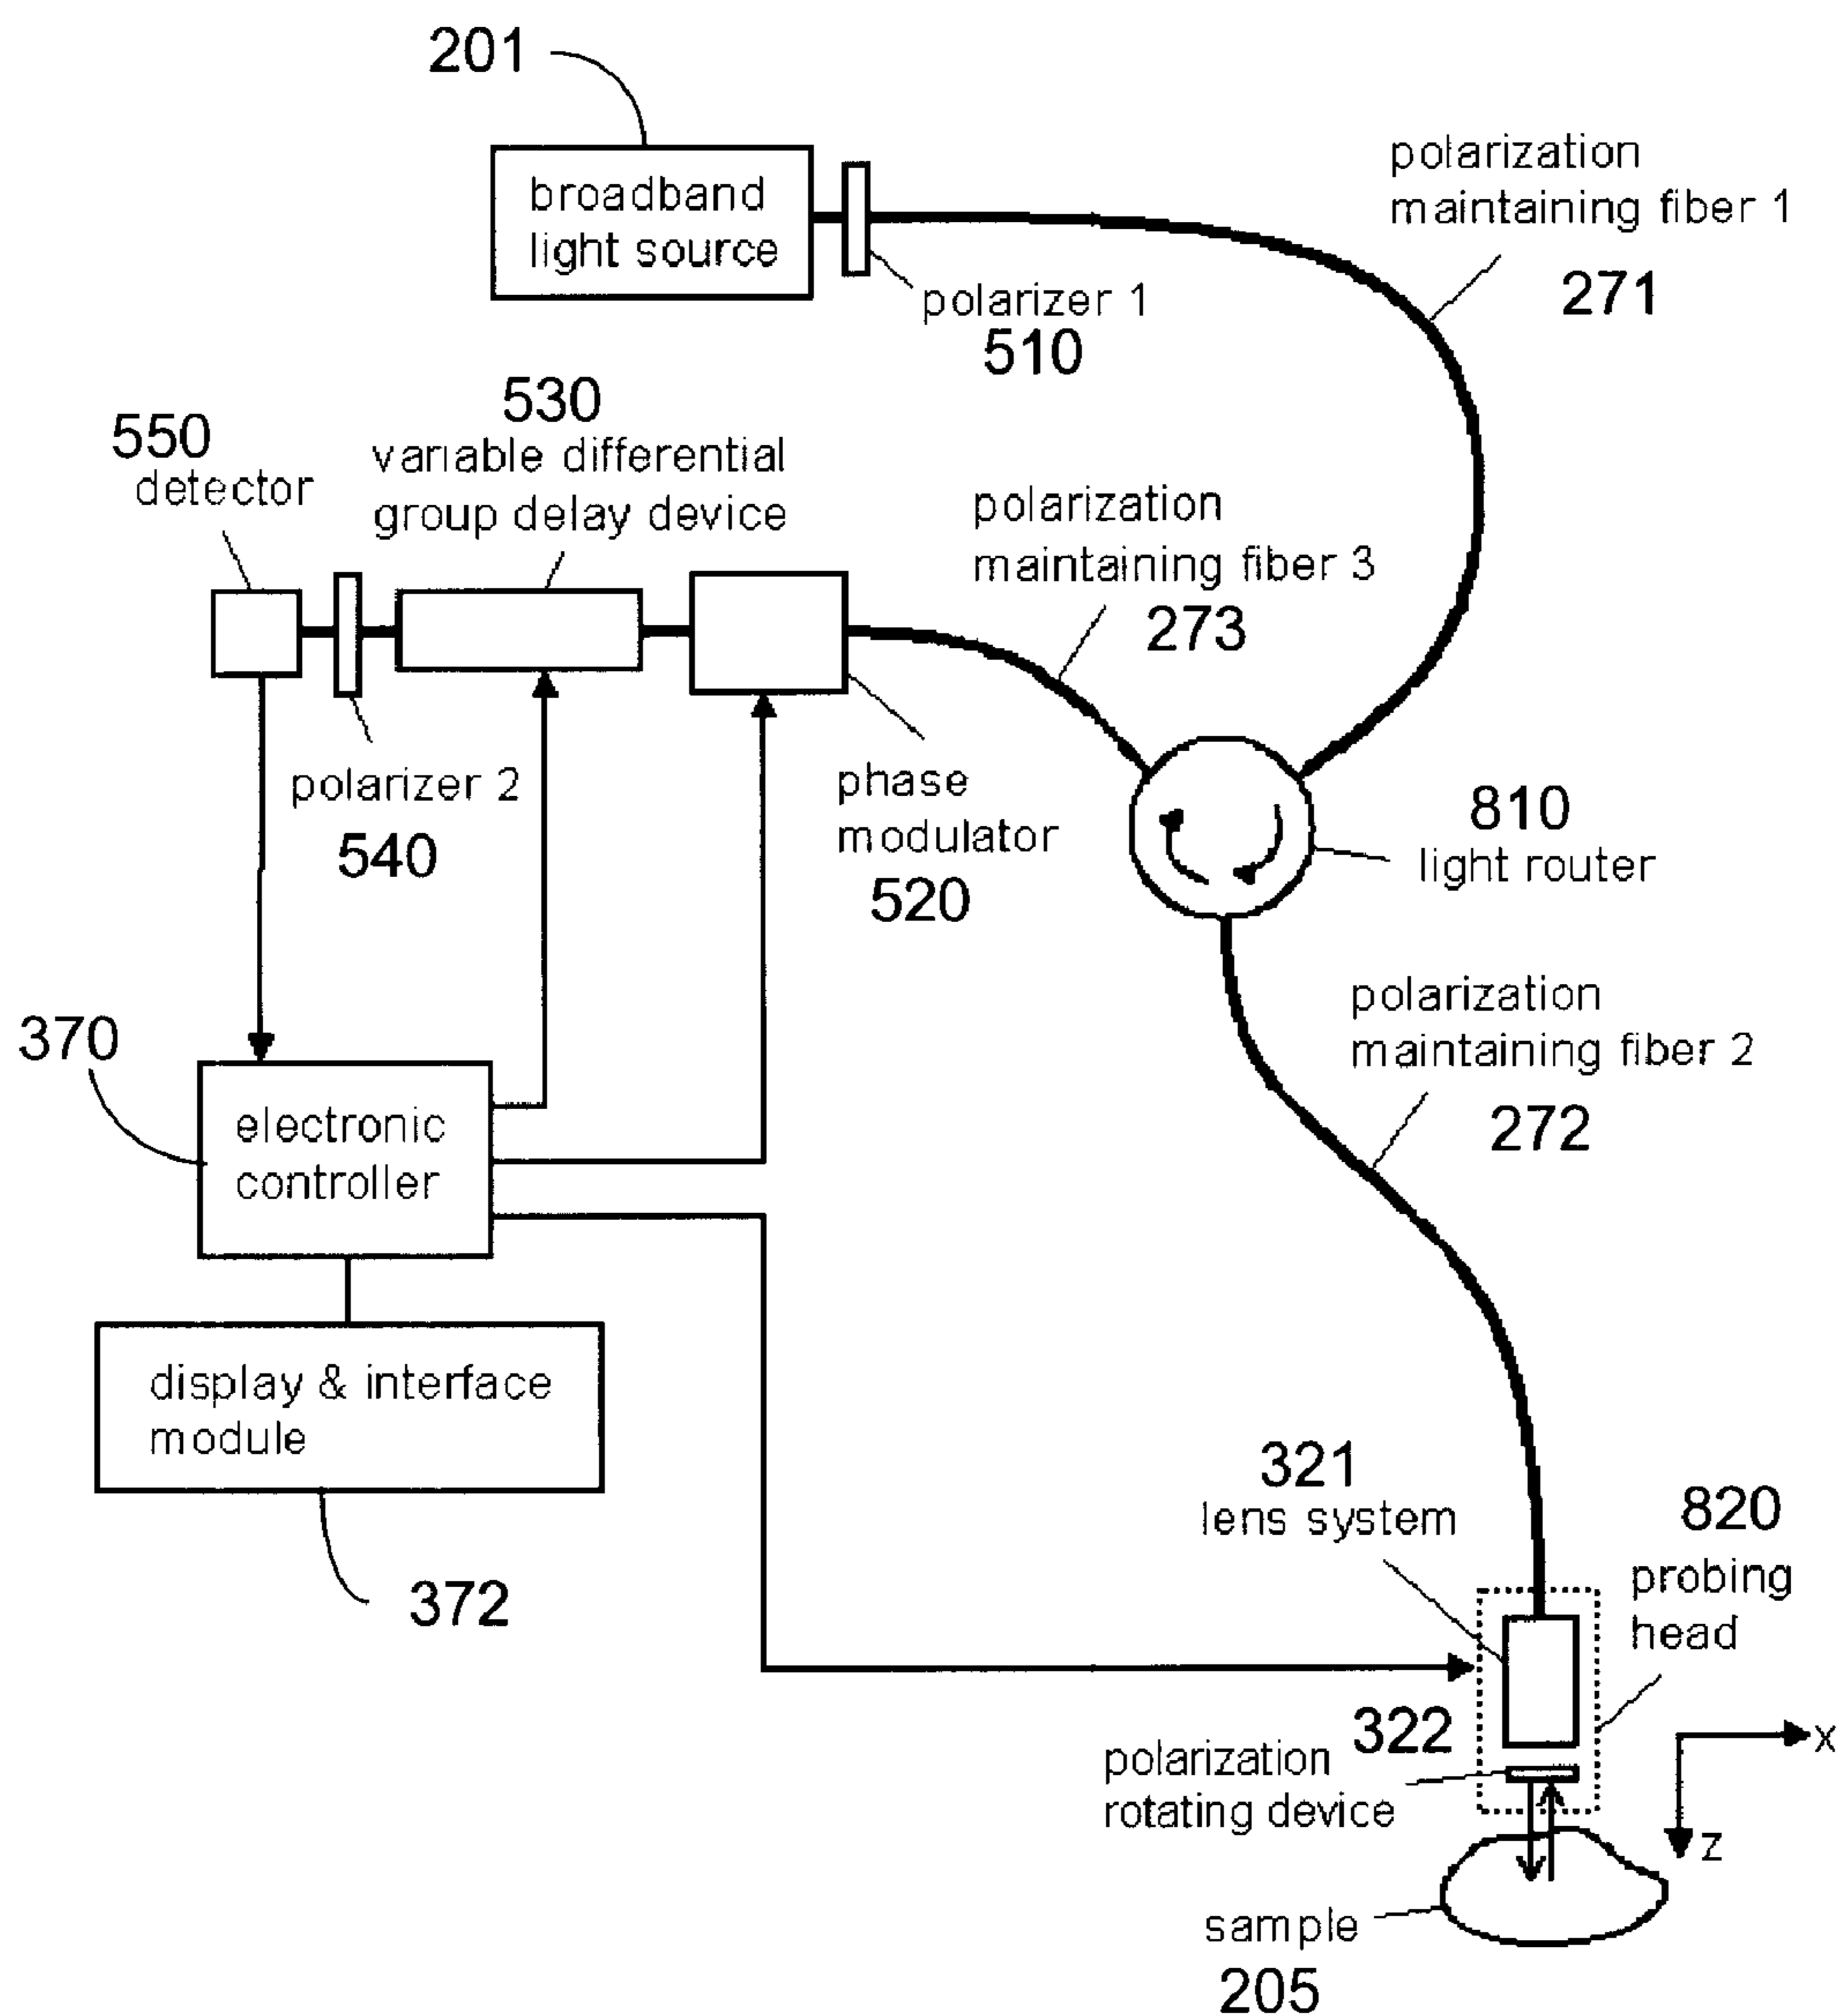 201
broadband
light source
polarizer 1
510
polarization
maintaining fiber 1
271
550
detector
530
variable differential
group delay device
polarization
maintaining fiber 3
273
polarizer 2
540
phase
modulator
520
810
light router
370
electronic
controller
polarization
maintaining fiber 2
272
display & interface
module
372
321
lens system
820
probing
head
322
polarization
rotating device
x
z
sample
205